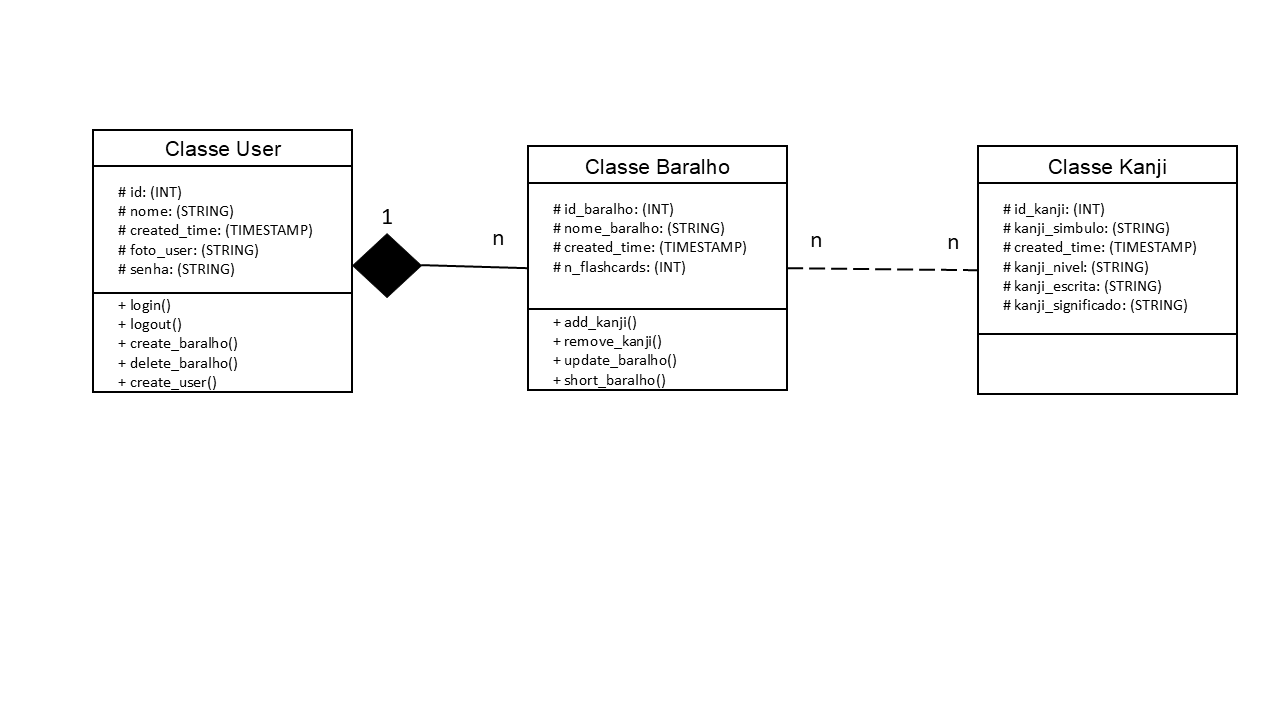 Classe User
# id: (INT)
# nome: (STRING)
# created_time: (TIMESTAMP)
# foto_user: (STRING)
# senha: (STRING)
+ login()
+ logout()
+ create_baralho()
+ delete_baralho()
+ create_user()
1
n
Classe Baralho
# id_baralho: (INT)
# nome_baralho: (STRING)
# created_time: (TIMESTAMP)
# n_flashcards: (INT)
+ add_kanji()
+ remove_kanji()
+ update_baralho()
+ short_baralho()
n
n
Classe Kanji
# id_kanji: (INT)
# kanji_simbulo: (STRING)
# created_time: (TIMESTAMP)
# kanji_nivel: (STRING)
# kanji_escrita: (STRING)
# kanji_significado: (STRING)